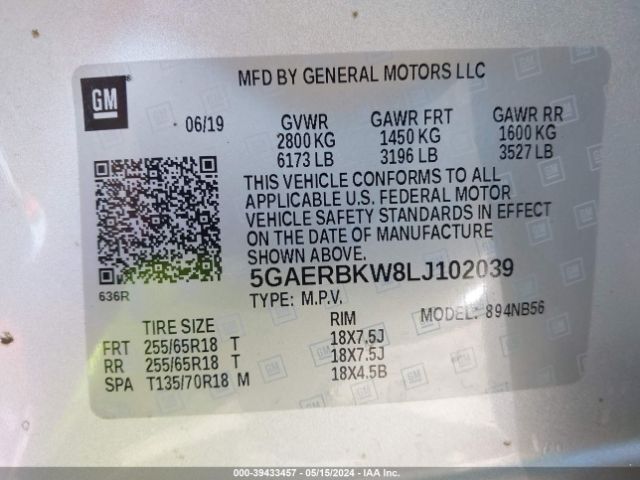 GM
MFD BY GENERAL MOTORS LLC
06/19 GVWR GAWR FRT GAWR RR
2800 KG 1450 KG 1600 KG
6173 LB 3196 LB 3527 LB
THIS VEHICLE CONFORMS TO ALL
APPLICABLE U.S. FEDERAL MOTOR
VEHICLE SAFETY STANDARDS IN EFFECT
ON THE DATE OF MANUFACTURE
SHOWN ABOVE.
636R
5GAERBKW8LJ102039
TYPE: M.P.V.
MODEL: 894NB56
TIRE SIZE RIM
FRT 255/65R18 T 18X7.5J
RR 255/65R18 T 18X7.5J
SPA T135/70R18 M 18X4.5B
000-39433457 - 05/15/2024 - IAA Inc.